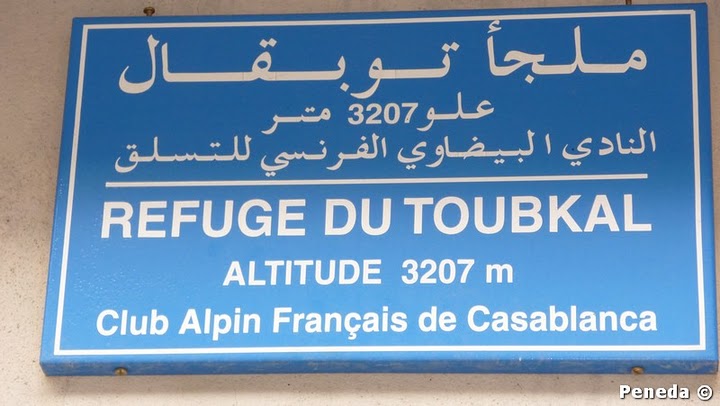 ملجأ توبقال
علو 3207 متر
النادي البيضاوي الفرنسي للتسلق
REFUGE DU TOUBKAL
ALTITUDE 3207 m
Club Alpin Français de Casablanca
Peneda ©